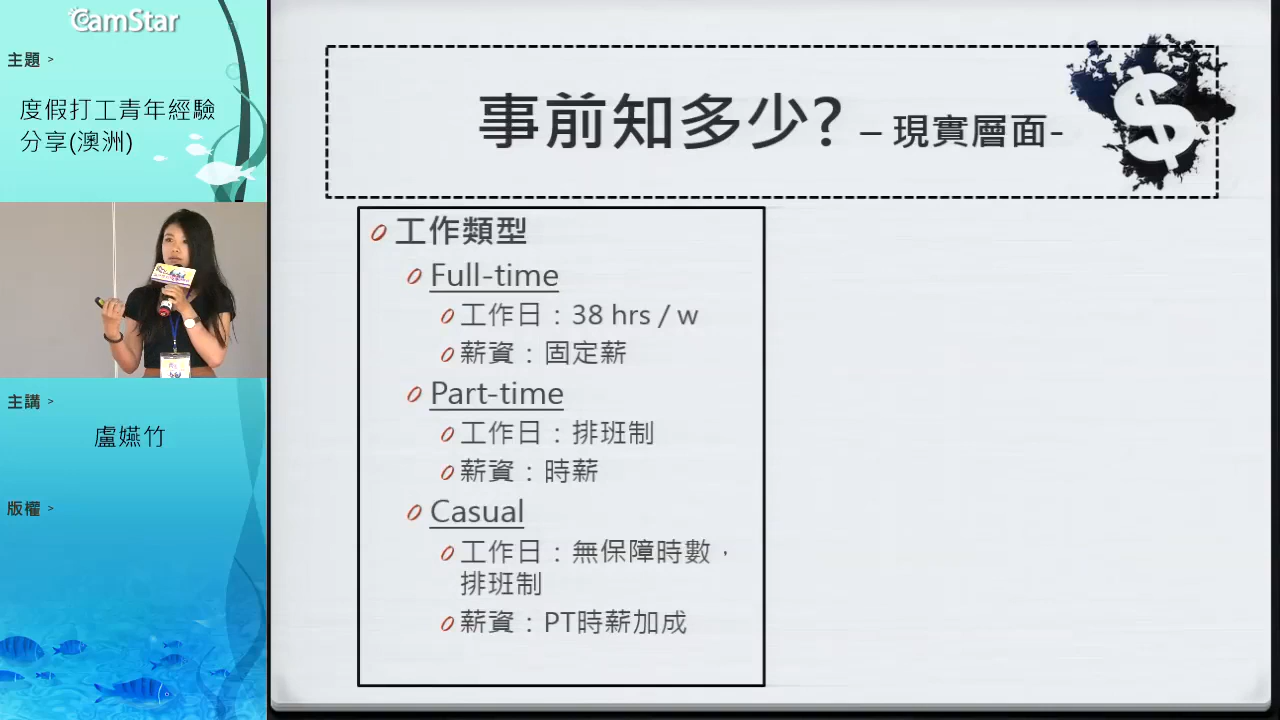 CamStar
主題 >
度假打工青年經驗
分享(澳洲)
主講 >
盧嬿竹
版權 >
事前知多少? – 現實層面-
$
工作類型
Full-time
工作日：38 hrs / w
薪資：固定薪
Part-time
工作日：排班制
薪資：時薪
Casual
工作日：無保障時數，
排班制
薪資：PT時薪加成